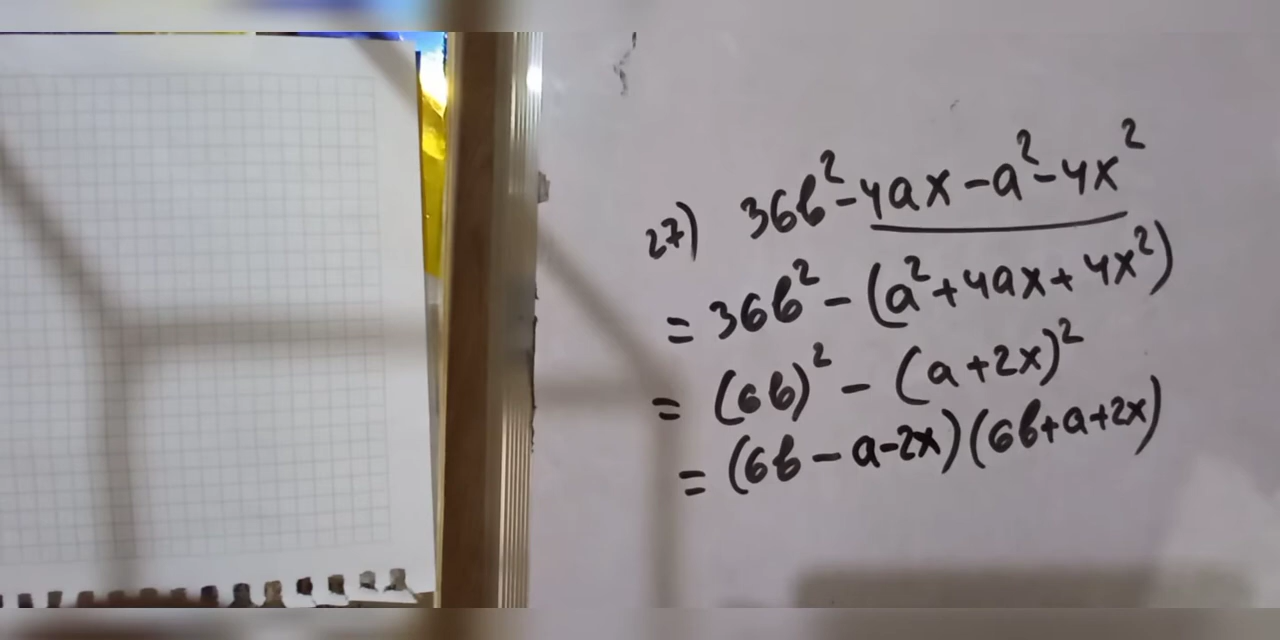 27) 36b²-4ax-a²-4x²
= 36b²-(a²+4ax+4x²)
= (6b)²-(a+2x)²
= (6b-a-2x)(6b+a+2x)